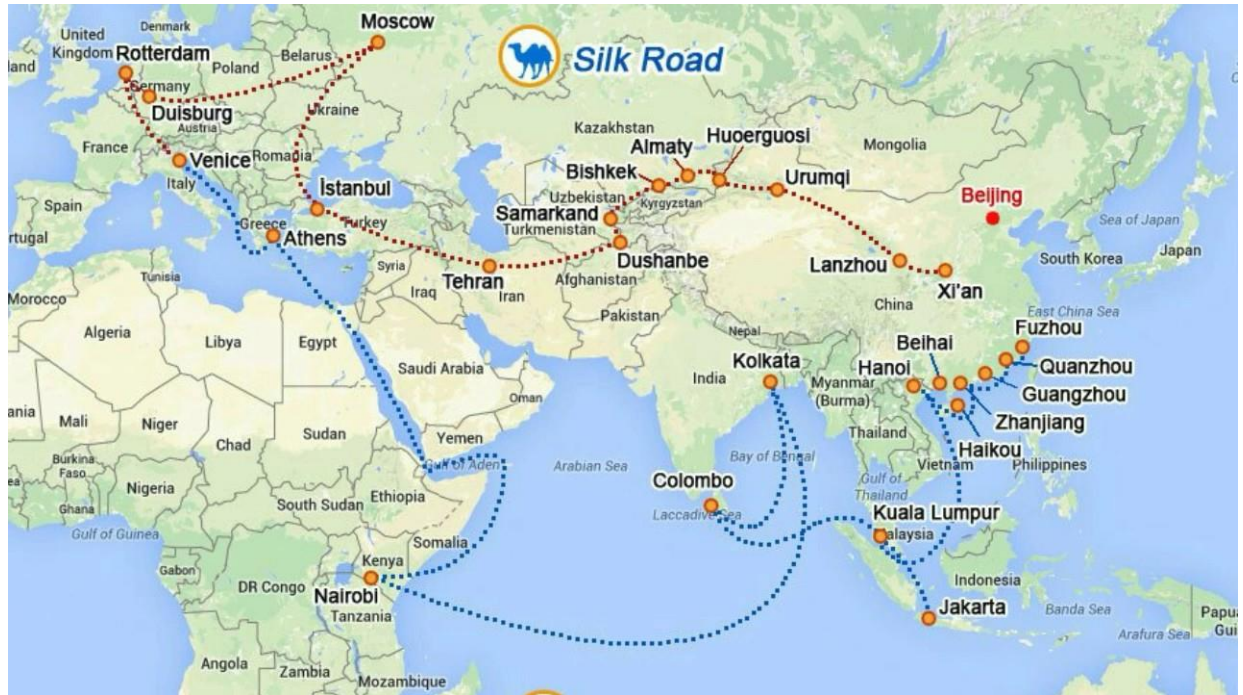 Moscow
United
Kingdom
Denmark
Rotterdam
Belarus
Poland
Germany
Duisburg
Ukraine
Austria
France
Venice
Romania
Italy
İstanbul
Spain
Greece
Turkey
Athens
Silk Road
Kazakhstan
Huoerguosi
Almaty
Mongolia
Bishkek
Urumqi
Uzbekistan
Kyrgyzstan
Beijing
Samarkand
Turkmenistan
Sea of Japan
Japan
South Korea
Dushanbe
Lanzhou
Xi'an
China
Tunisia
Syria
Tehran
Iran
Afghanistan
Morocco
Iraq
Pakistan
East China Sea
Algeria
Libya
Egypt
Nepal
Fuzhou
Beihai
Saudi Arabia
Kolkata
Hanoi
Quanzhou
India
Myanmar
(Burma)
Guangzhou
Oman
Mali
Niger
Zhanjiang
Chad
Sudan
Yemen
Thailand
Haikou
Burkina
Faso
Gulf of Aden
Arabian Sea
Bay of Bengal
Vietnam
Philippines
Nigeria
Ethiopia
Colombo
Gulf of
Thailand
South Sudan
Ghana
Laccadive Sea
Kuala Lumpur
Gulf of Guinea
Malaysia
Somalia
Kenya
Gabon
DR Congo
Indonesia
Nairobi
Tanzania
Jakarta
Banda Sea
Papu
Gui
Arafura Sea
Angola
Zambia
Mozambique